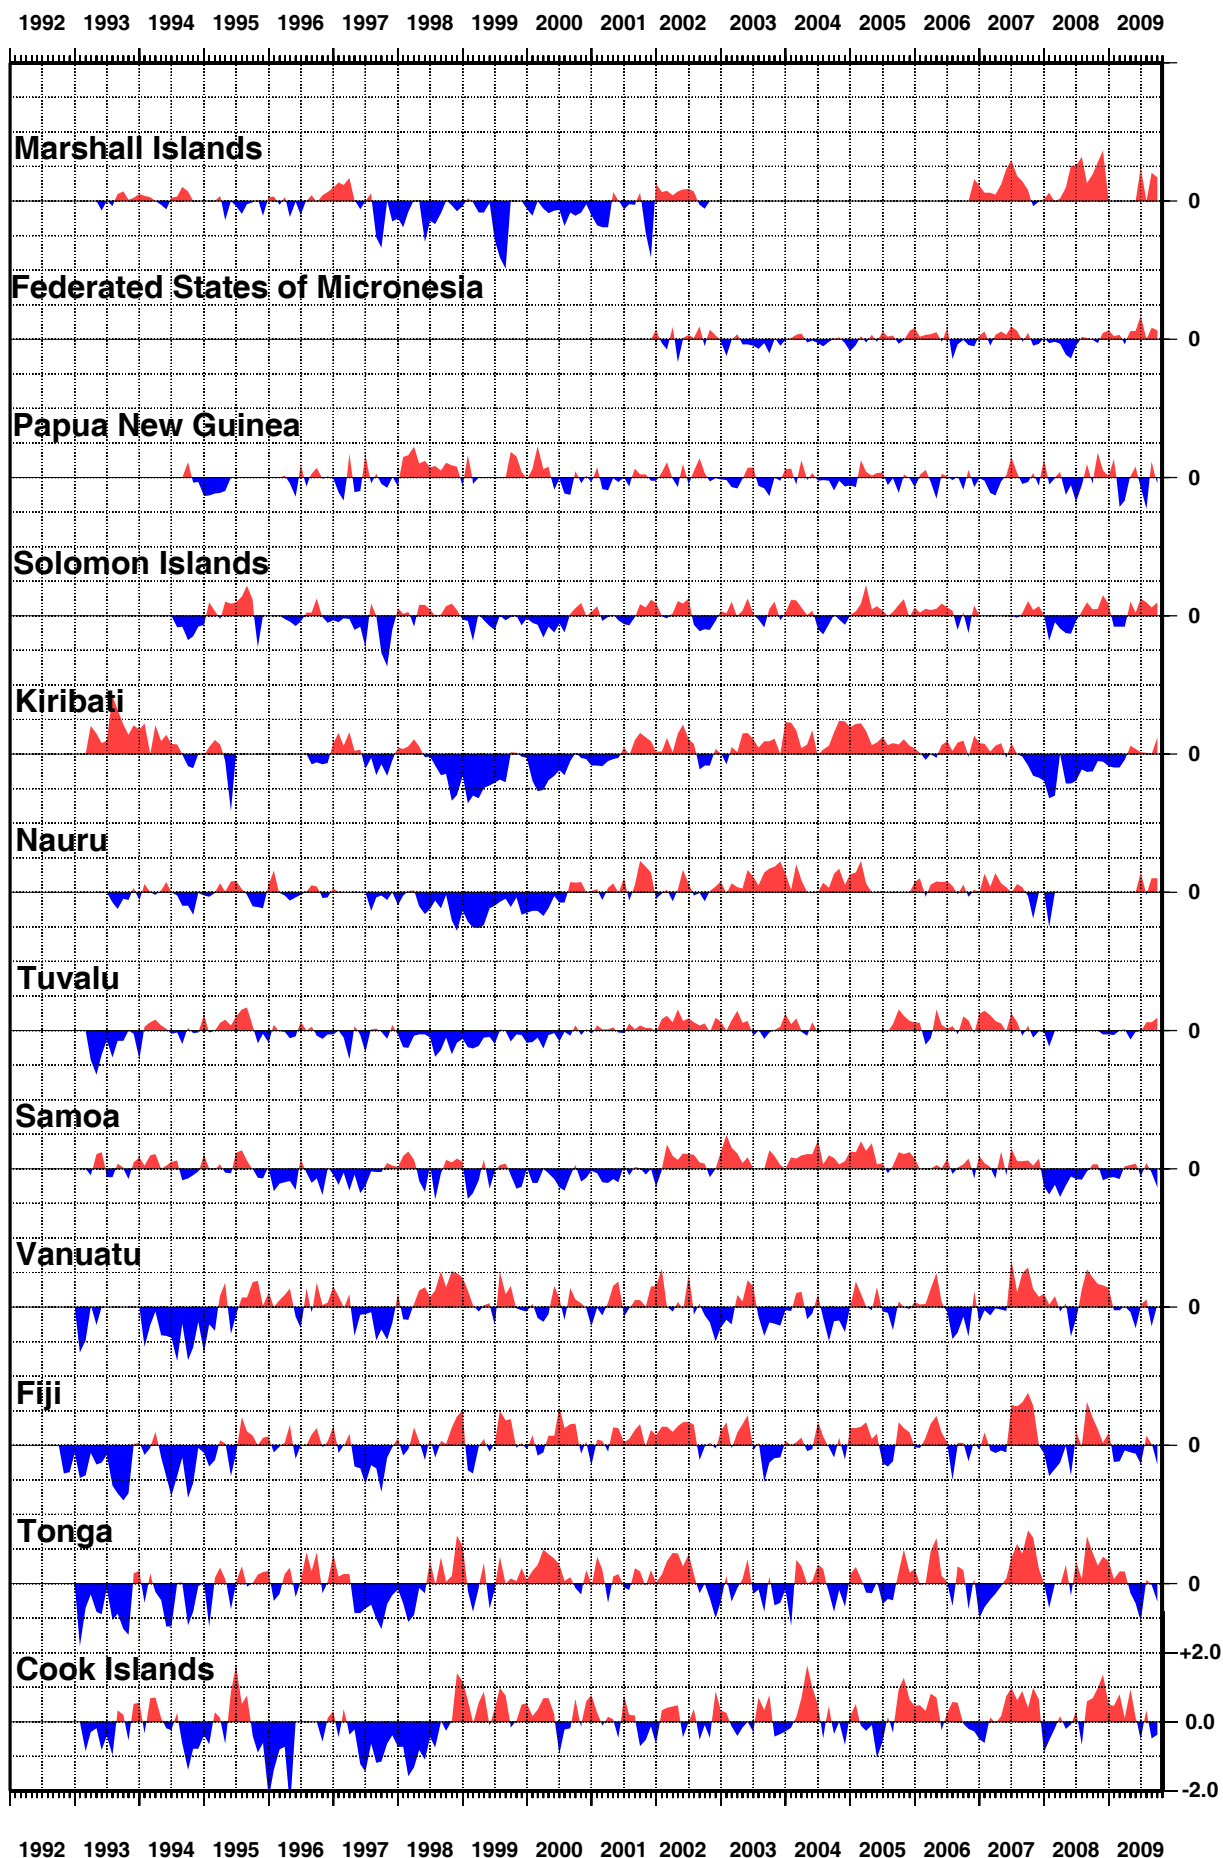 1992 1993 1994 1995 1996 1997 1998 1999 2000 2001 2002 2003 2004 2005 2006 2007 2008 2009
Marshall Islands
0
Federated States of Micronesia
0
Papua New Guinea
0
Solomon Islands
0
Kiribati
0
Nauru
0
Tuvalu
0
Samoa
0
Vanuatu
0
Fiji
0
Tonga
0
+2.0
Cook Islands
0.0
-2.0
1992 1993 1994 1995 1996 1997 1998 1999 2000 2001 2002 2003 2004 2005 2006 2007 2008 2009